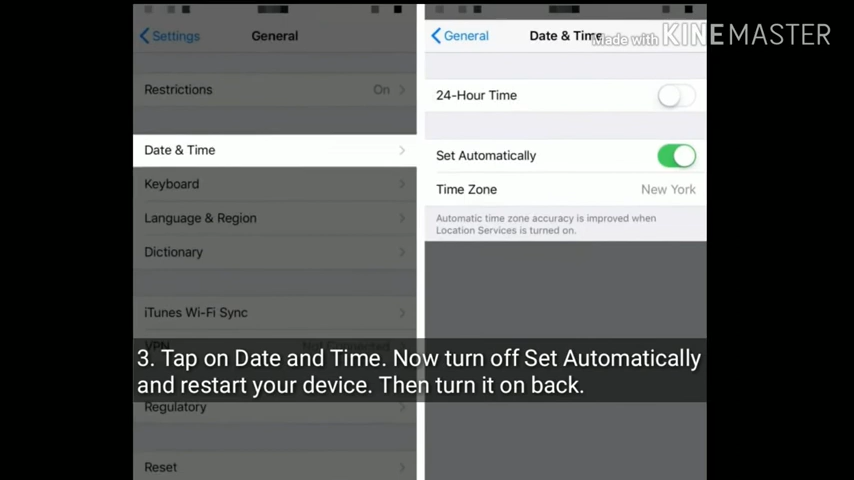 Settings
General
Restrictions
On
Date & Time
Keyboard
Language & Region
Dictionary
iTunes Wi-Fi Sync
VPN
Not Connected
Regulatory
Reset
General
Date & Time
Made with KINEMASTER
24-Hour Time
Set Automatically
Time Zone
New York
Automatic time zone accuracy is improved when
Location Services is turned on.
3. Tap on Date and Time. Now turn off Set Automatically
and restart your device. Then turn it on back.